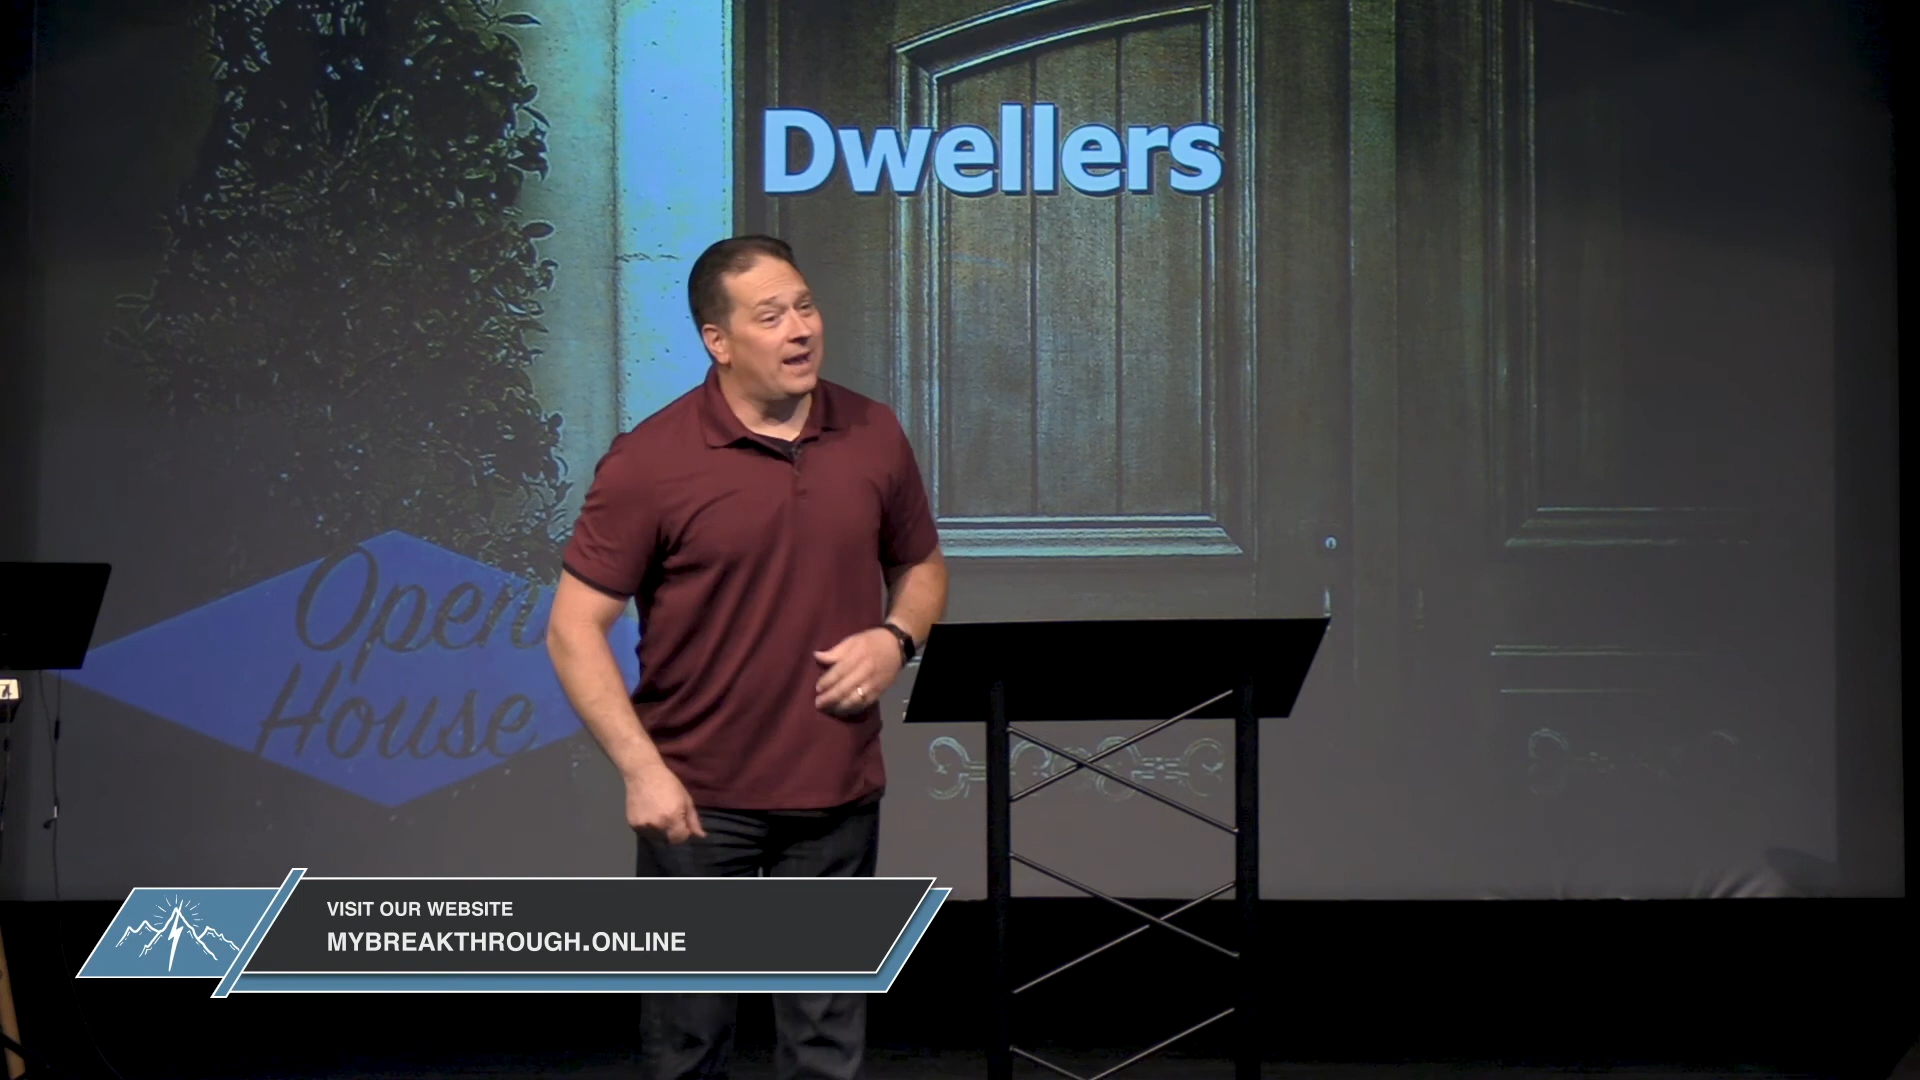 Dwellers
Open
House
VISIT OUR WEBSITE
MYBREAKTHROUGH.ONLINE